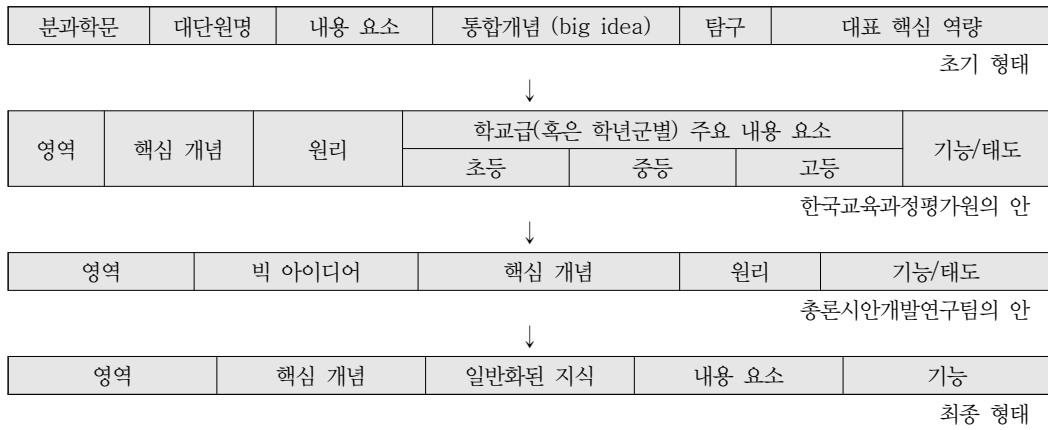 분과학문 대단원명 내용 요소 통합개념 (big idea) 탐구 대표 핵심 역량
초기 형태
↓
영역 핵심 개념 원리 학교급(혹은 학년군별) 주요 내용 요소 기능/태도
초등 중등 고등
한국교육과정평가원의 안
↓
영역 빅 아이디어 핵심 개념 원리 기능/태도
총론시안개발연구팀의 안
↓
영역 핵심 개념 일반화된 지식 내용 요소 기능
최종 형태